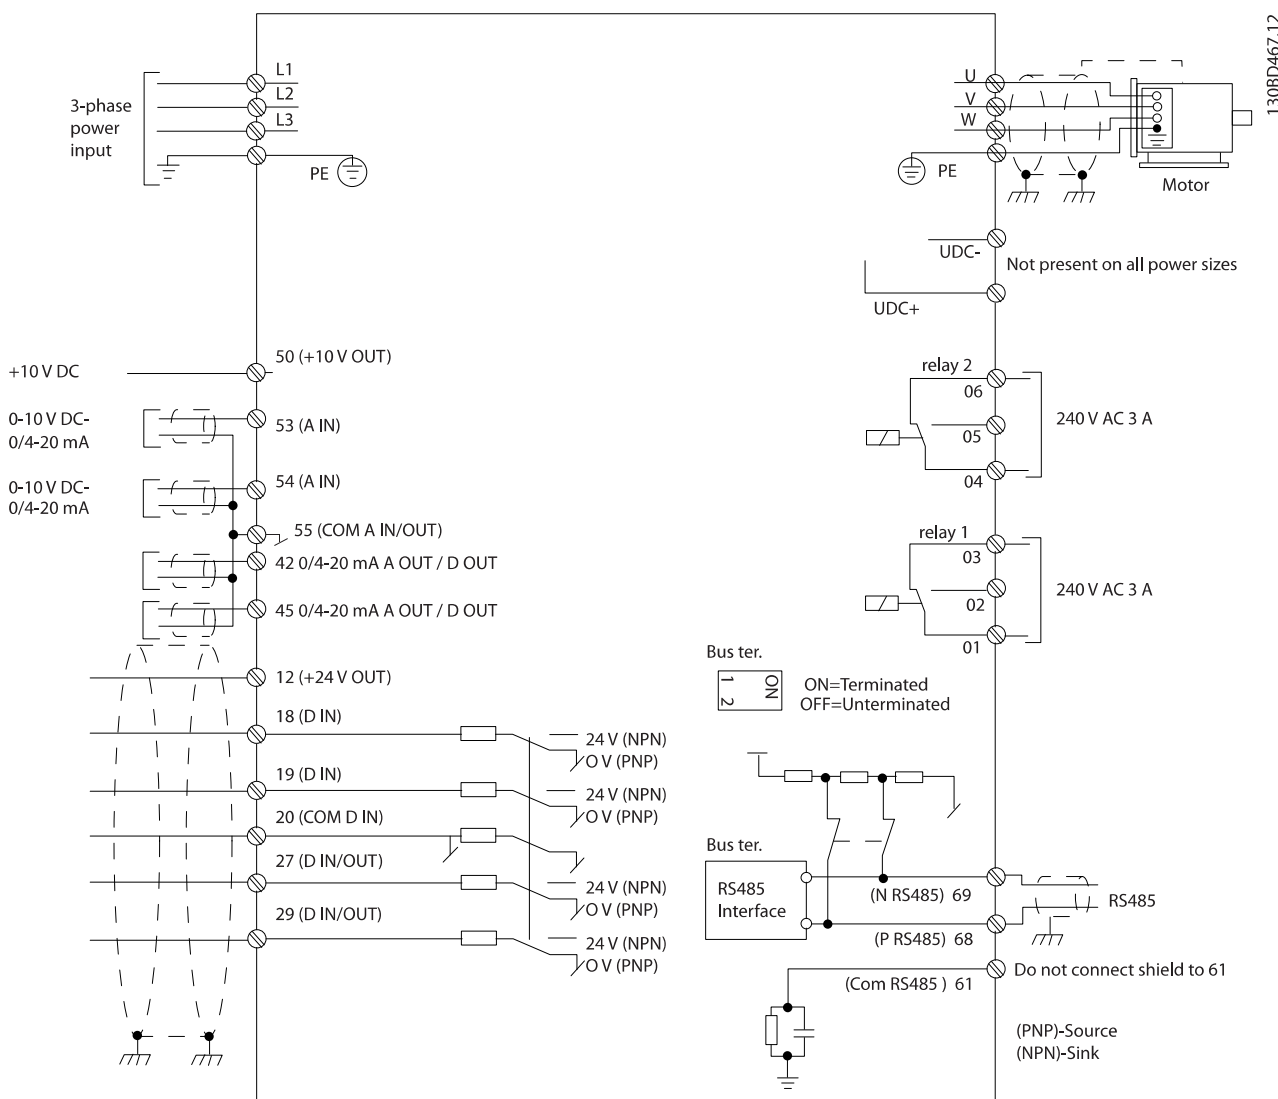 130BD467.12
3-phase
power
input
L1
L2
L3
PE
U
V
W
PE
Motor
UDC-
Not present on all power sizes
UDC+
+10 V DC
50 (+10 V OUT)
0-10 V DC-
0/4-20 mA
53 (A IN)
0-10 V DC-
0/4-20 mA
54 (A IN)
55 (COM A IN/OUT)
42 0/4-20 mA A OUT / D OUT
45 0/4-20 mA A OUT / D OUT
12 (+24 V OUT)
18 (D IN)
24 V (NPN)
O V (PNP)
19 (D IN)
24 V (NPN)
O V (PNP)
20 (COM D IN)
27 (D IN/OUT)
24 V (NPN)
O V (PNP)
29 (D IN/OUT)
24 V (NPN)
O V (PNP)
relay 2
06
05
04
240 V AC 3 A
relay 1
03
02
01
240 V AC 3 A
Bus ter.
1 2
ON
ON=Terminated
OFF=Unterminated
Bus ter.
RS485
Interface
(N RS485) 69
RS485
(P RS485) 68
(Com RS485 ) 61
Do not connect shield to 61
(PNP)-Source
(NPN)-Sink